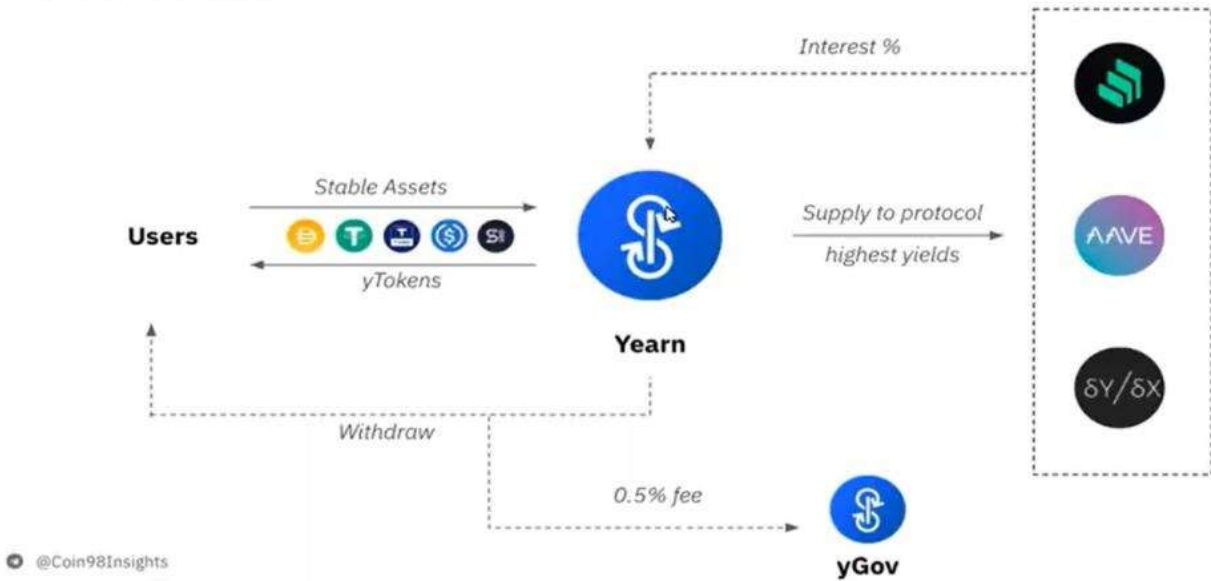 Interest %
Stable Assets
Users
yTokens
Supply to protocol
highest yields
AAVE
Yearn
δY/δX
Withdraw
0.5% fee
yGov
@Coin98Insights